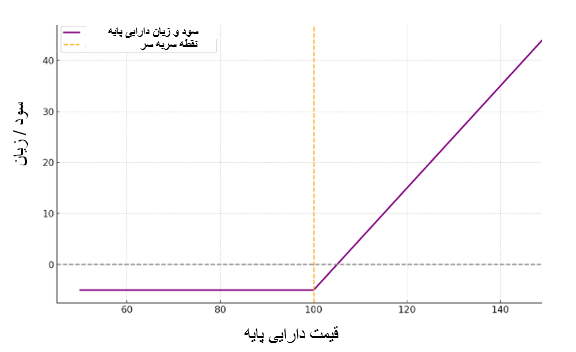 سود و زیان دارایی پایه
نقطه سربه سر
سود / زیان
40
30
20
10
0
60
80
100
120
140
قیمت دارایی پایه